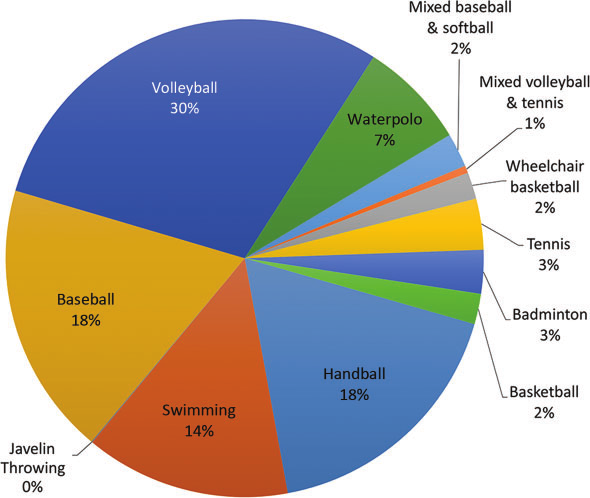 Mixed baseball
& softball
2%
Mixed volleyball
& tennis
1%
Wheelchair
basketball
2%
Tennis
3%
Badminton
3%
Basketball
2%
Handball
18%
Swimming
14%
Javelin
Throwing
0%
Baseball
18%
Volleyball
30%
Waterpolo
7%